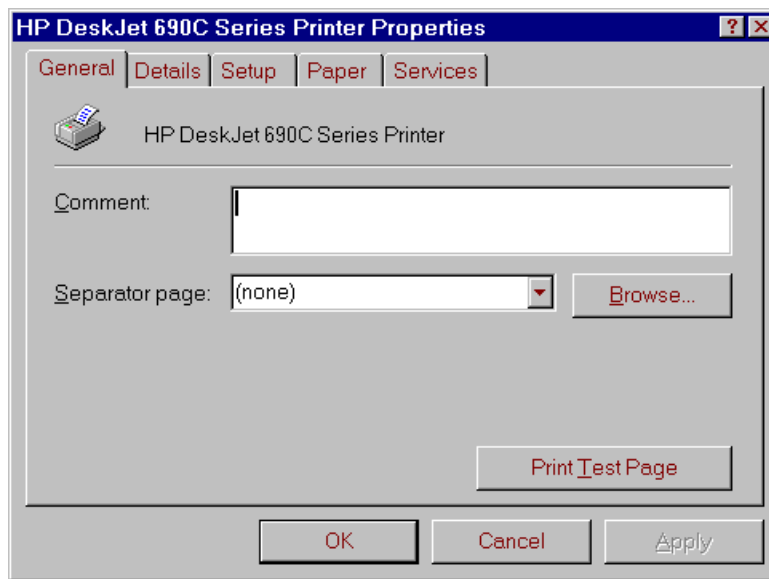 HP DeskJet 690C Series Printer Properties
General Details Setup Paper Services
HP DeskJet 690C Series Printer
Comment:
Separator page: (none) Browse...
Print Test Page
OK Cancel Apply